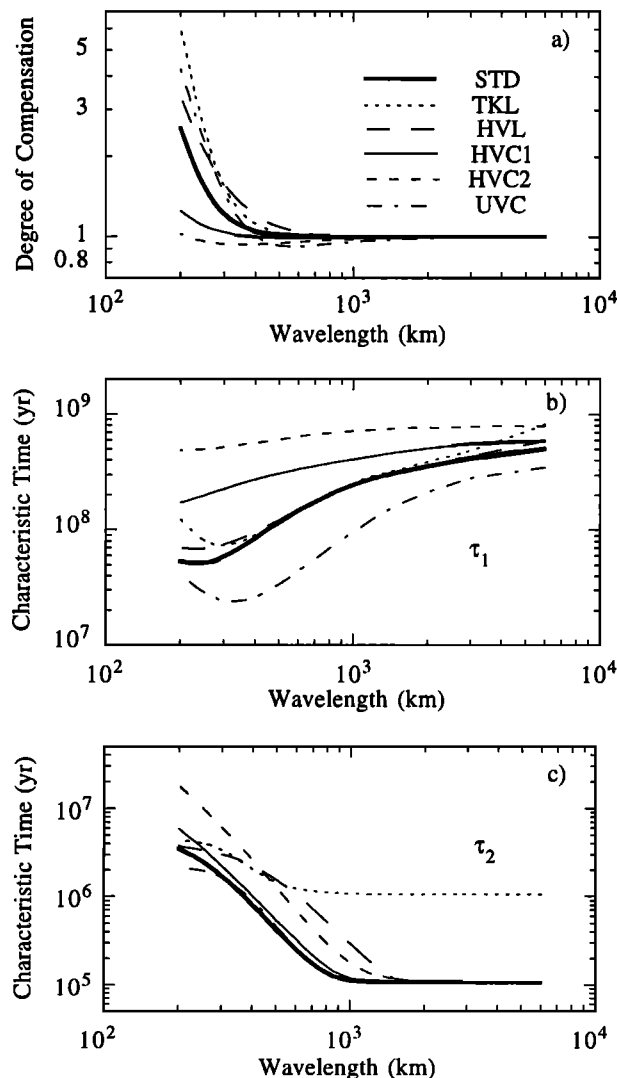 a)
Degree of Compensation
5
3
1
0.8
STD
TKL
HVL
HVC1
HVC2
UVC
10^2 10^3 10^4
Wavelength (km)
b)
Characteristic Time (yr)
10^9
10^8
10^7
τ_1
10^2 10^3 10^4
Wavelength (km)
c)
Characteristic Time (yr)
10^7
10^6
10^5
τ_2
10^2 10^3 10^4
Wavelength (km)